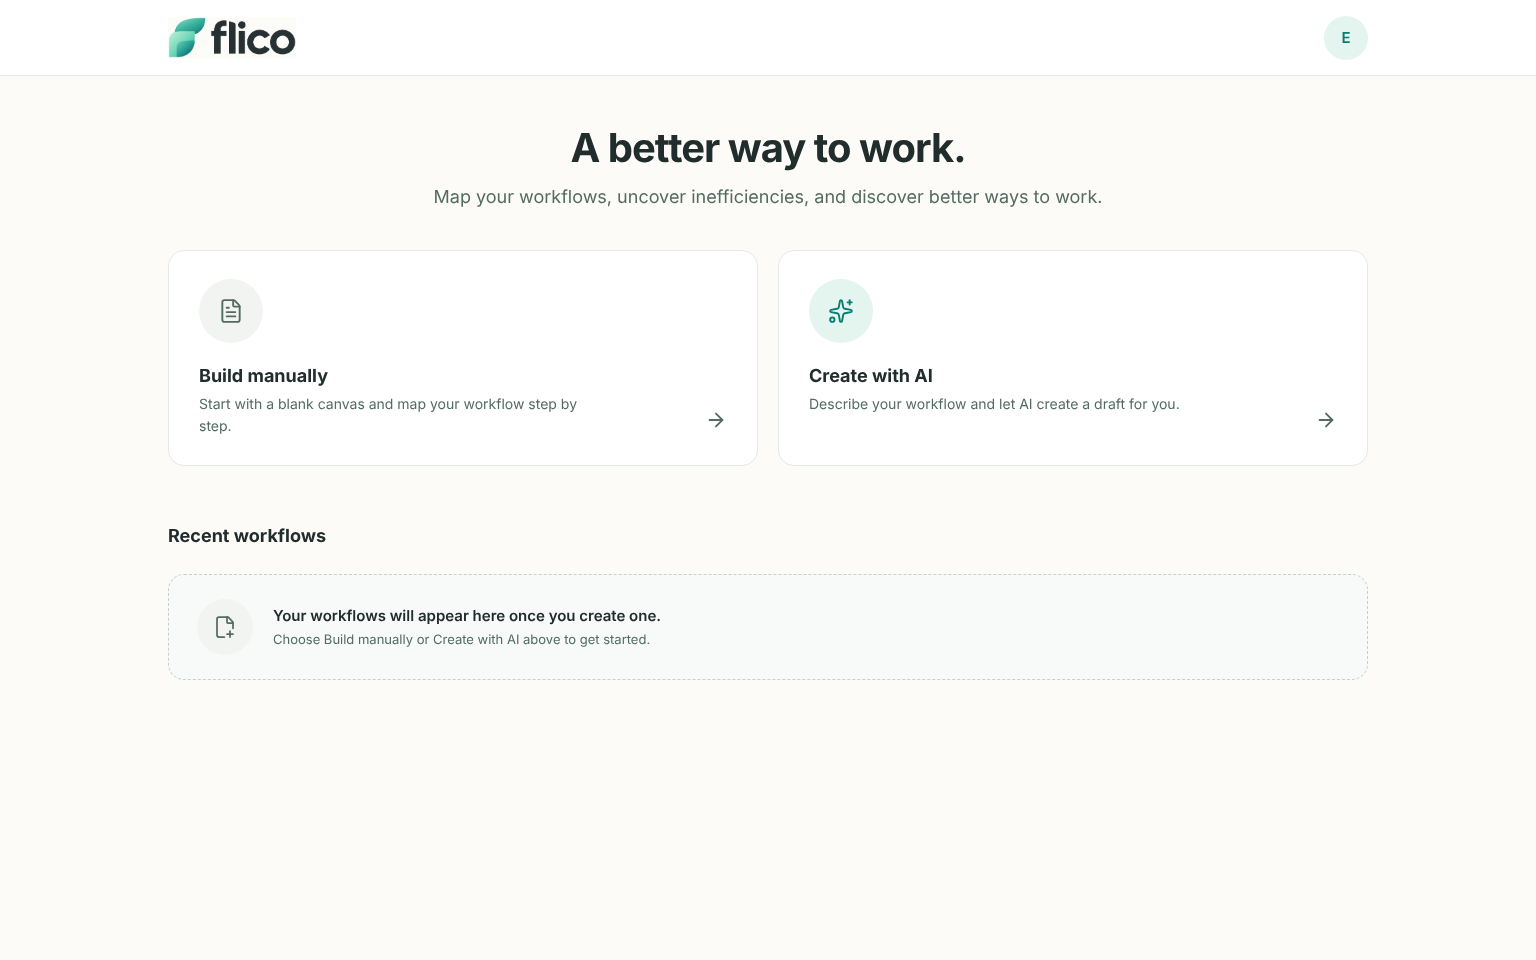 flico
E
A better way to work.
Map your workflows, uncover inefficiencies, and discover better ways to work.
Build manually
Start with a blank canvas and map your workflow step by
step.
Create with AI
Describe your workflow and let AI create a draft for you.
Recent workflows
Your workflows will appear here once you create one.
Choose Build manually or Create with AI above to get started.